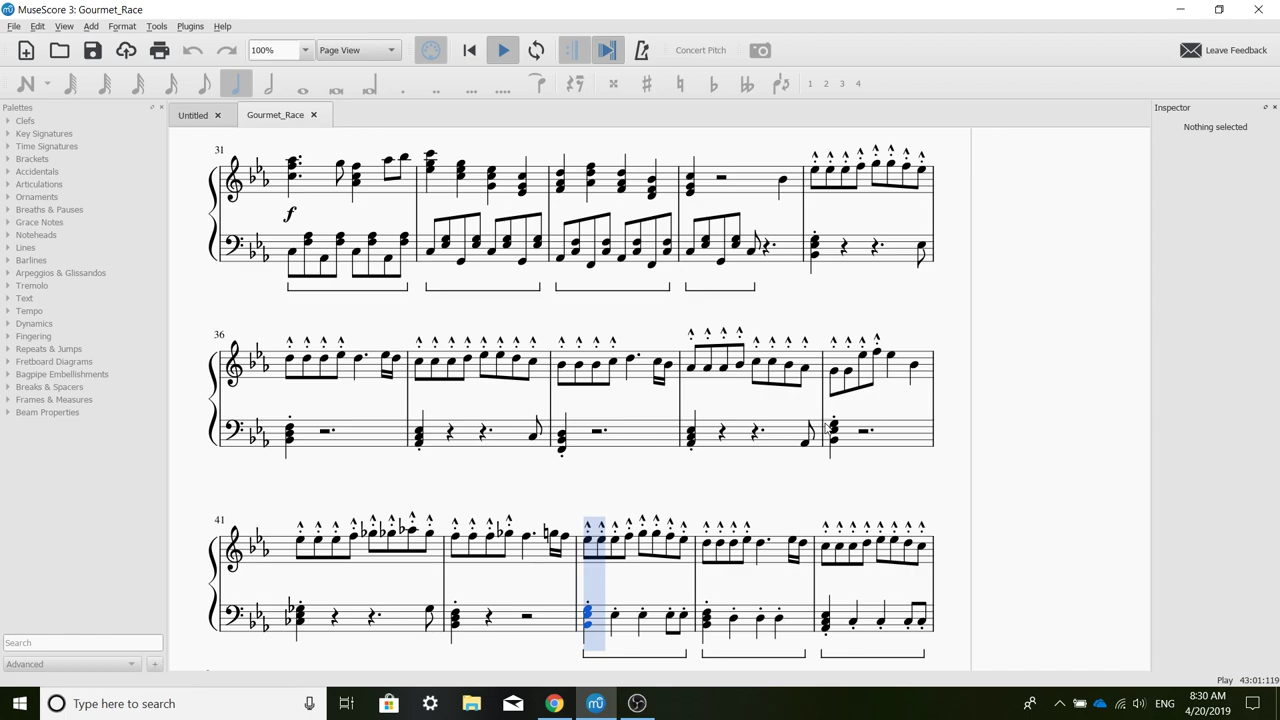 MuseScore 3: Gourmet_Race
File Edit View Add Format Tools Plugins Help
100% Page View Concert Pitch Leave Feedback
1 2 3 4
Palettes
Untitled Gourmet_Race
Inspector
Nothing selected
Clefs
Key Signatures
Time Signatures
Brackets
Accidentals
Articulations
Ornaments
Breaths & Pauses
Grace Notes
Noteheads
Lines
Barlines
Arpeggios & Glissandos
Tremolo
Text
Tempo
Dynamics
Fingering
Repeats & Jumps
Fretboard Diagrams
Bagpipe Embellishments
Breaks & Spacers
Frames & Measures
Beam Properties
31
f
36
41
Search
Advanced +
Play 43:01:119
Type here to search
ENG
8:30 AM
4/20/2019